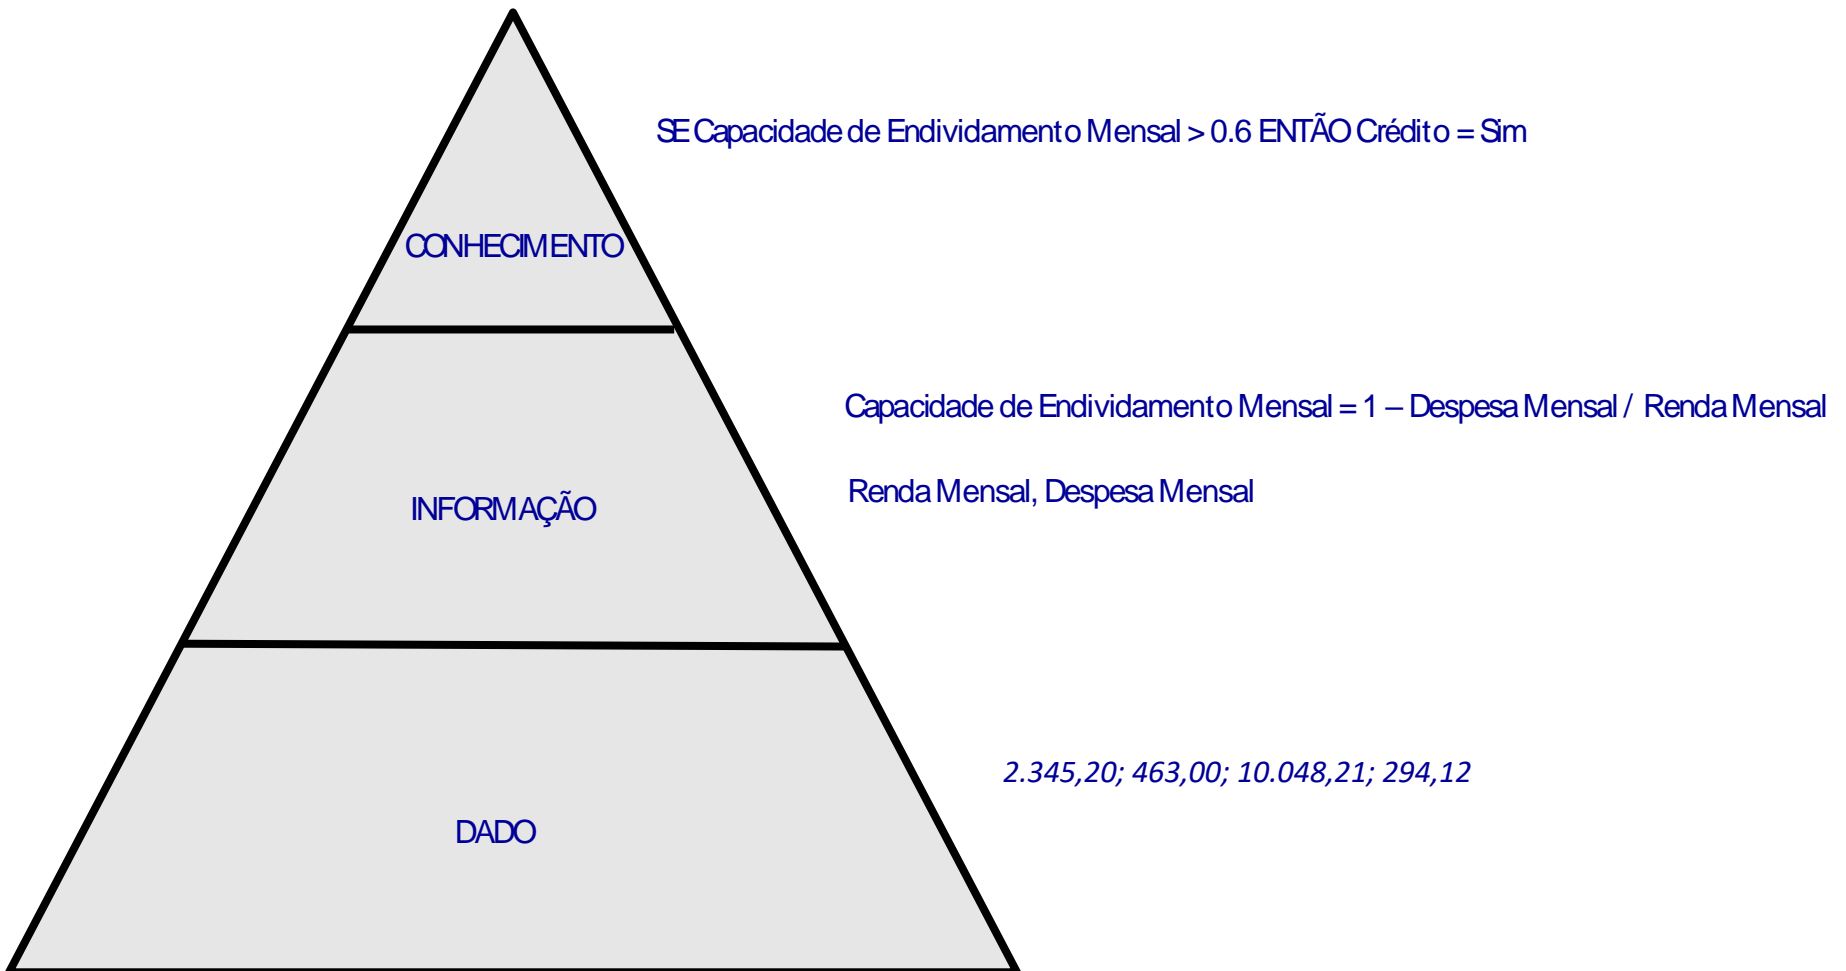 SE Capacidade de Endividamento Mensal > 0.6 ENTÃO Crédito = Sim
CONHECIMENTO
Capacidade de Endividamento Mensal = 1 – Despesa Mensal / Renda Mensal
Renda Mensal, Despesa Mensal
INFORMAÇÃO
2.345,20; 463,00; 10.048,21; 294,12
DADO